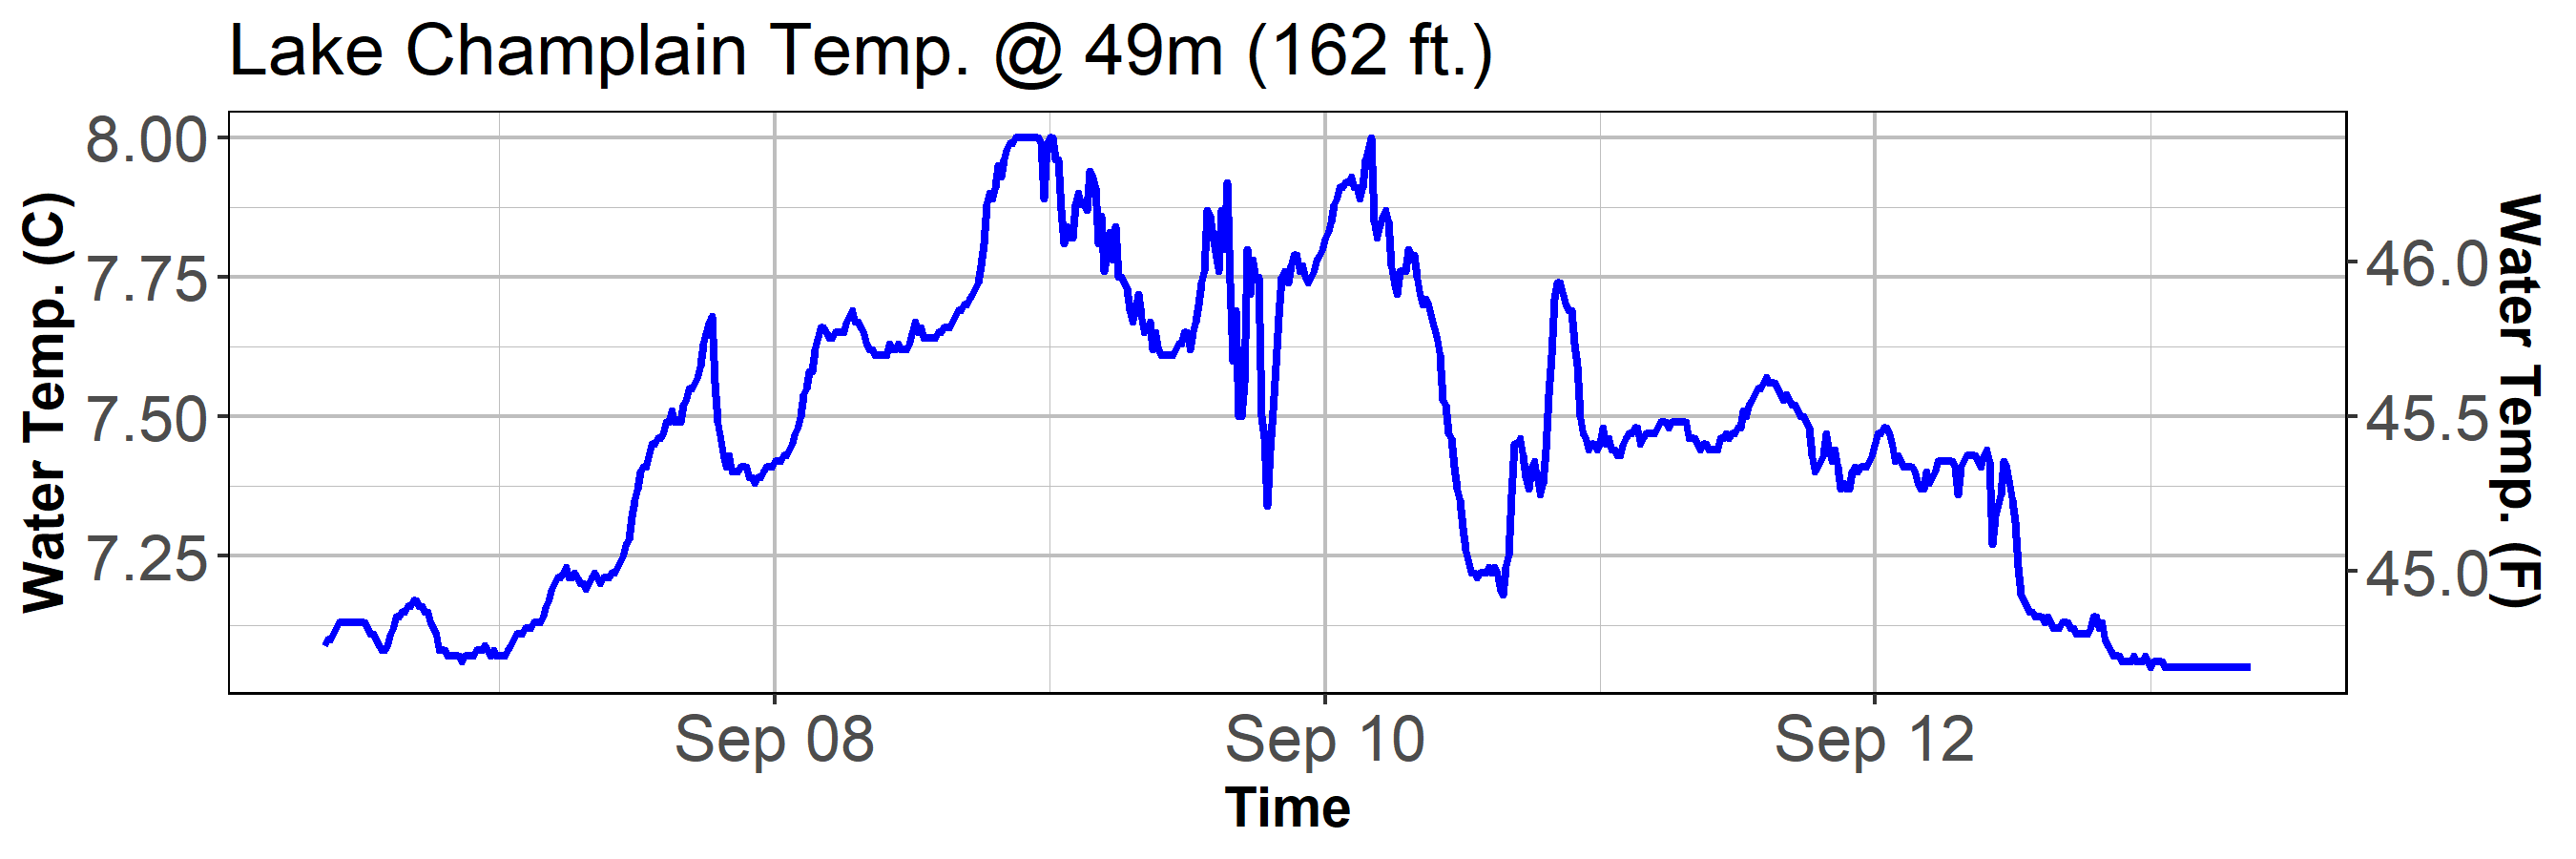 Lake Champlain Temp. @ 49m (162 ft.)
Water Temp. (C)
8.00
7.75
7.50
7.25
46.0
45.5
45.0
Water Temp. (F)
Sep 08 Sep 10 Sep 12
Time